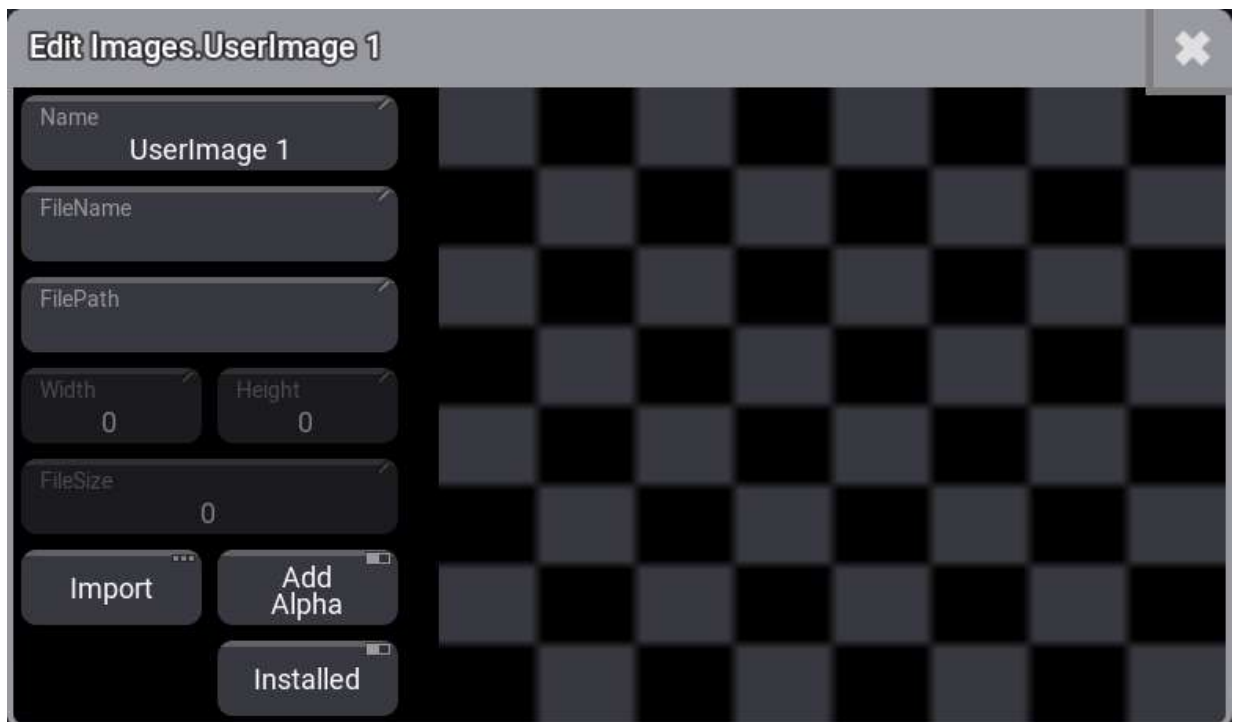 Edit Images.UserImage 1
Name
UserImage 1
FileName
FilePath
Width
0
Height
0
FileSize
0
Import
Add
Alpha
Installed